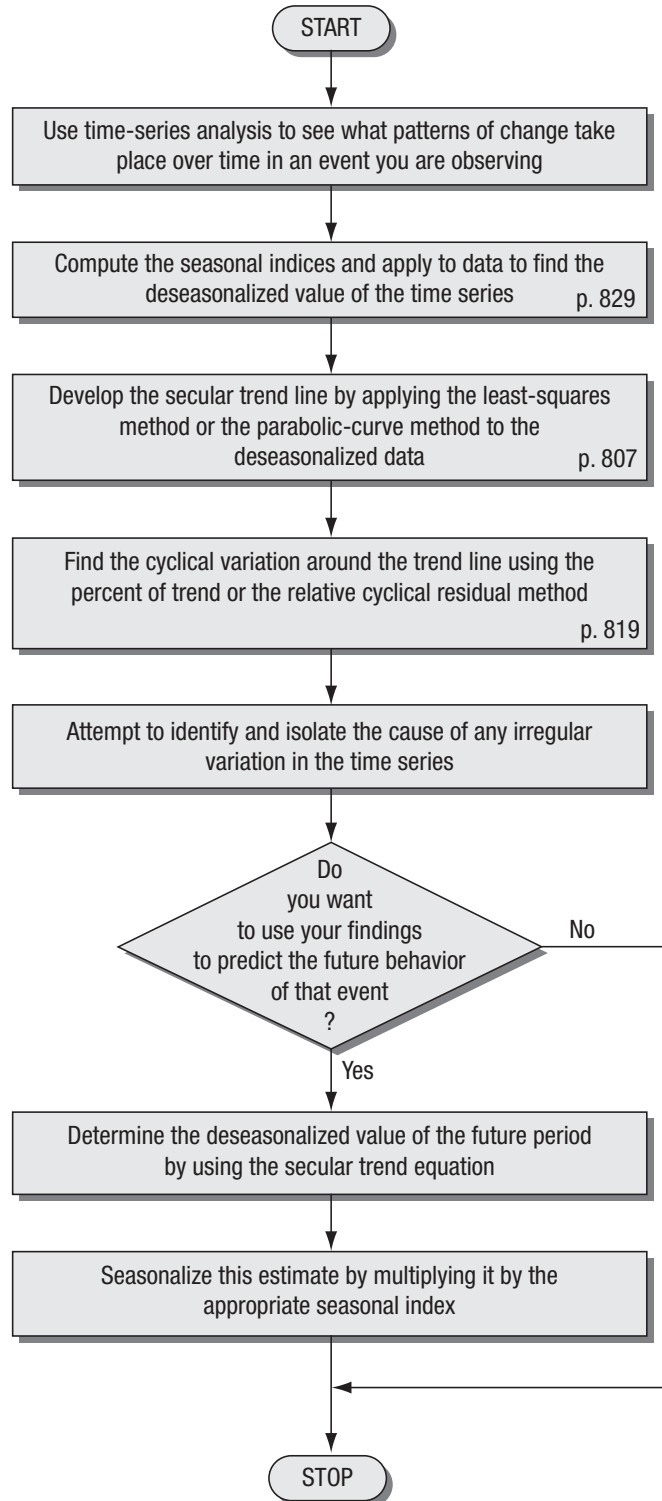 START
Use time-series analysis to see what patterns of change take
place over time in an event you are observing
Compute the seasonal indices and apply to data to find the
deseasonalized value of the time series
p. 829
Develop the secular trend line by applying the least-squares
method or the parabolic-curve method to the
deseasonalized data
p. 807
Find the cyclical variation around the trend line using the
percent of trend or the relative cyclical residual method
p. 819
Attempt to identify and isolate the cause of any irregular
variation in the time series
Do
you want
to use your findings
to predict the future behavior
of that event
?
No
Yes
Determine the deseasonalized value of the future period
by using the secular trend equation
Seasonalize this estimate by multiplying it by the
appropriate seasonal index
STOP